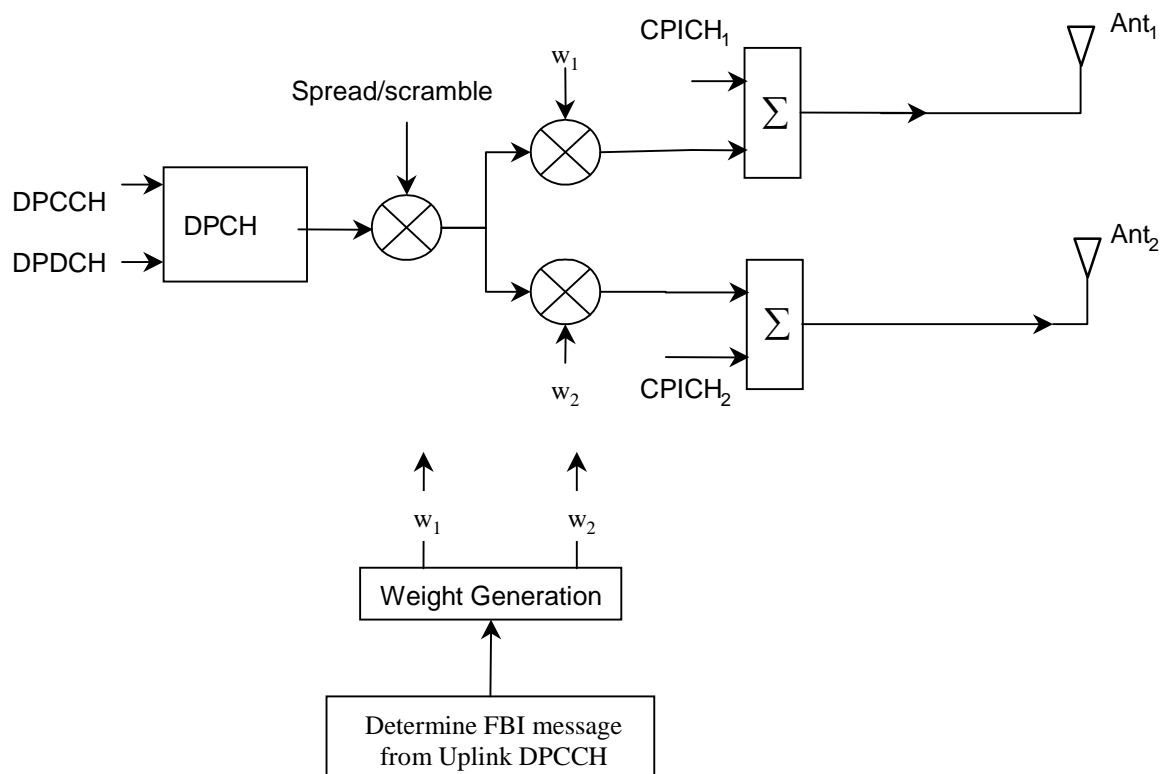 Ant1
CPICH1
w1
Spread/scramble
Σ
DPCCH
DPCH
DPDCH
Ant2
Σ
w2
CPICH2
w1
w2
Weight Generation
Determine FBI message
from Uplink DPCCH